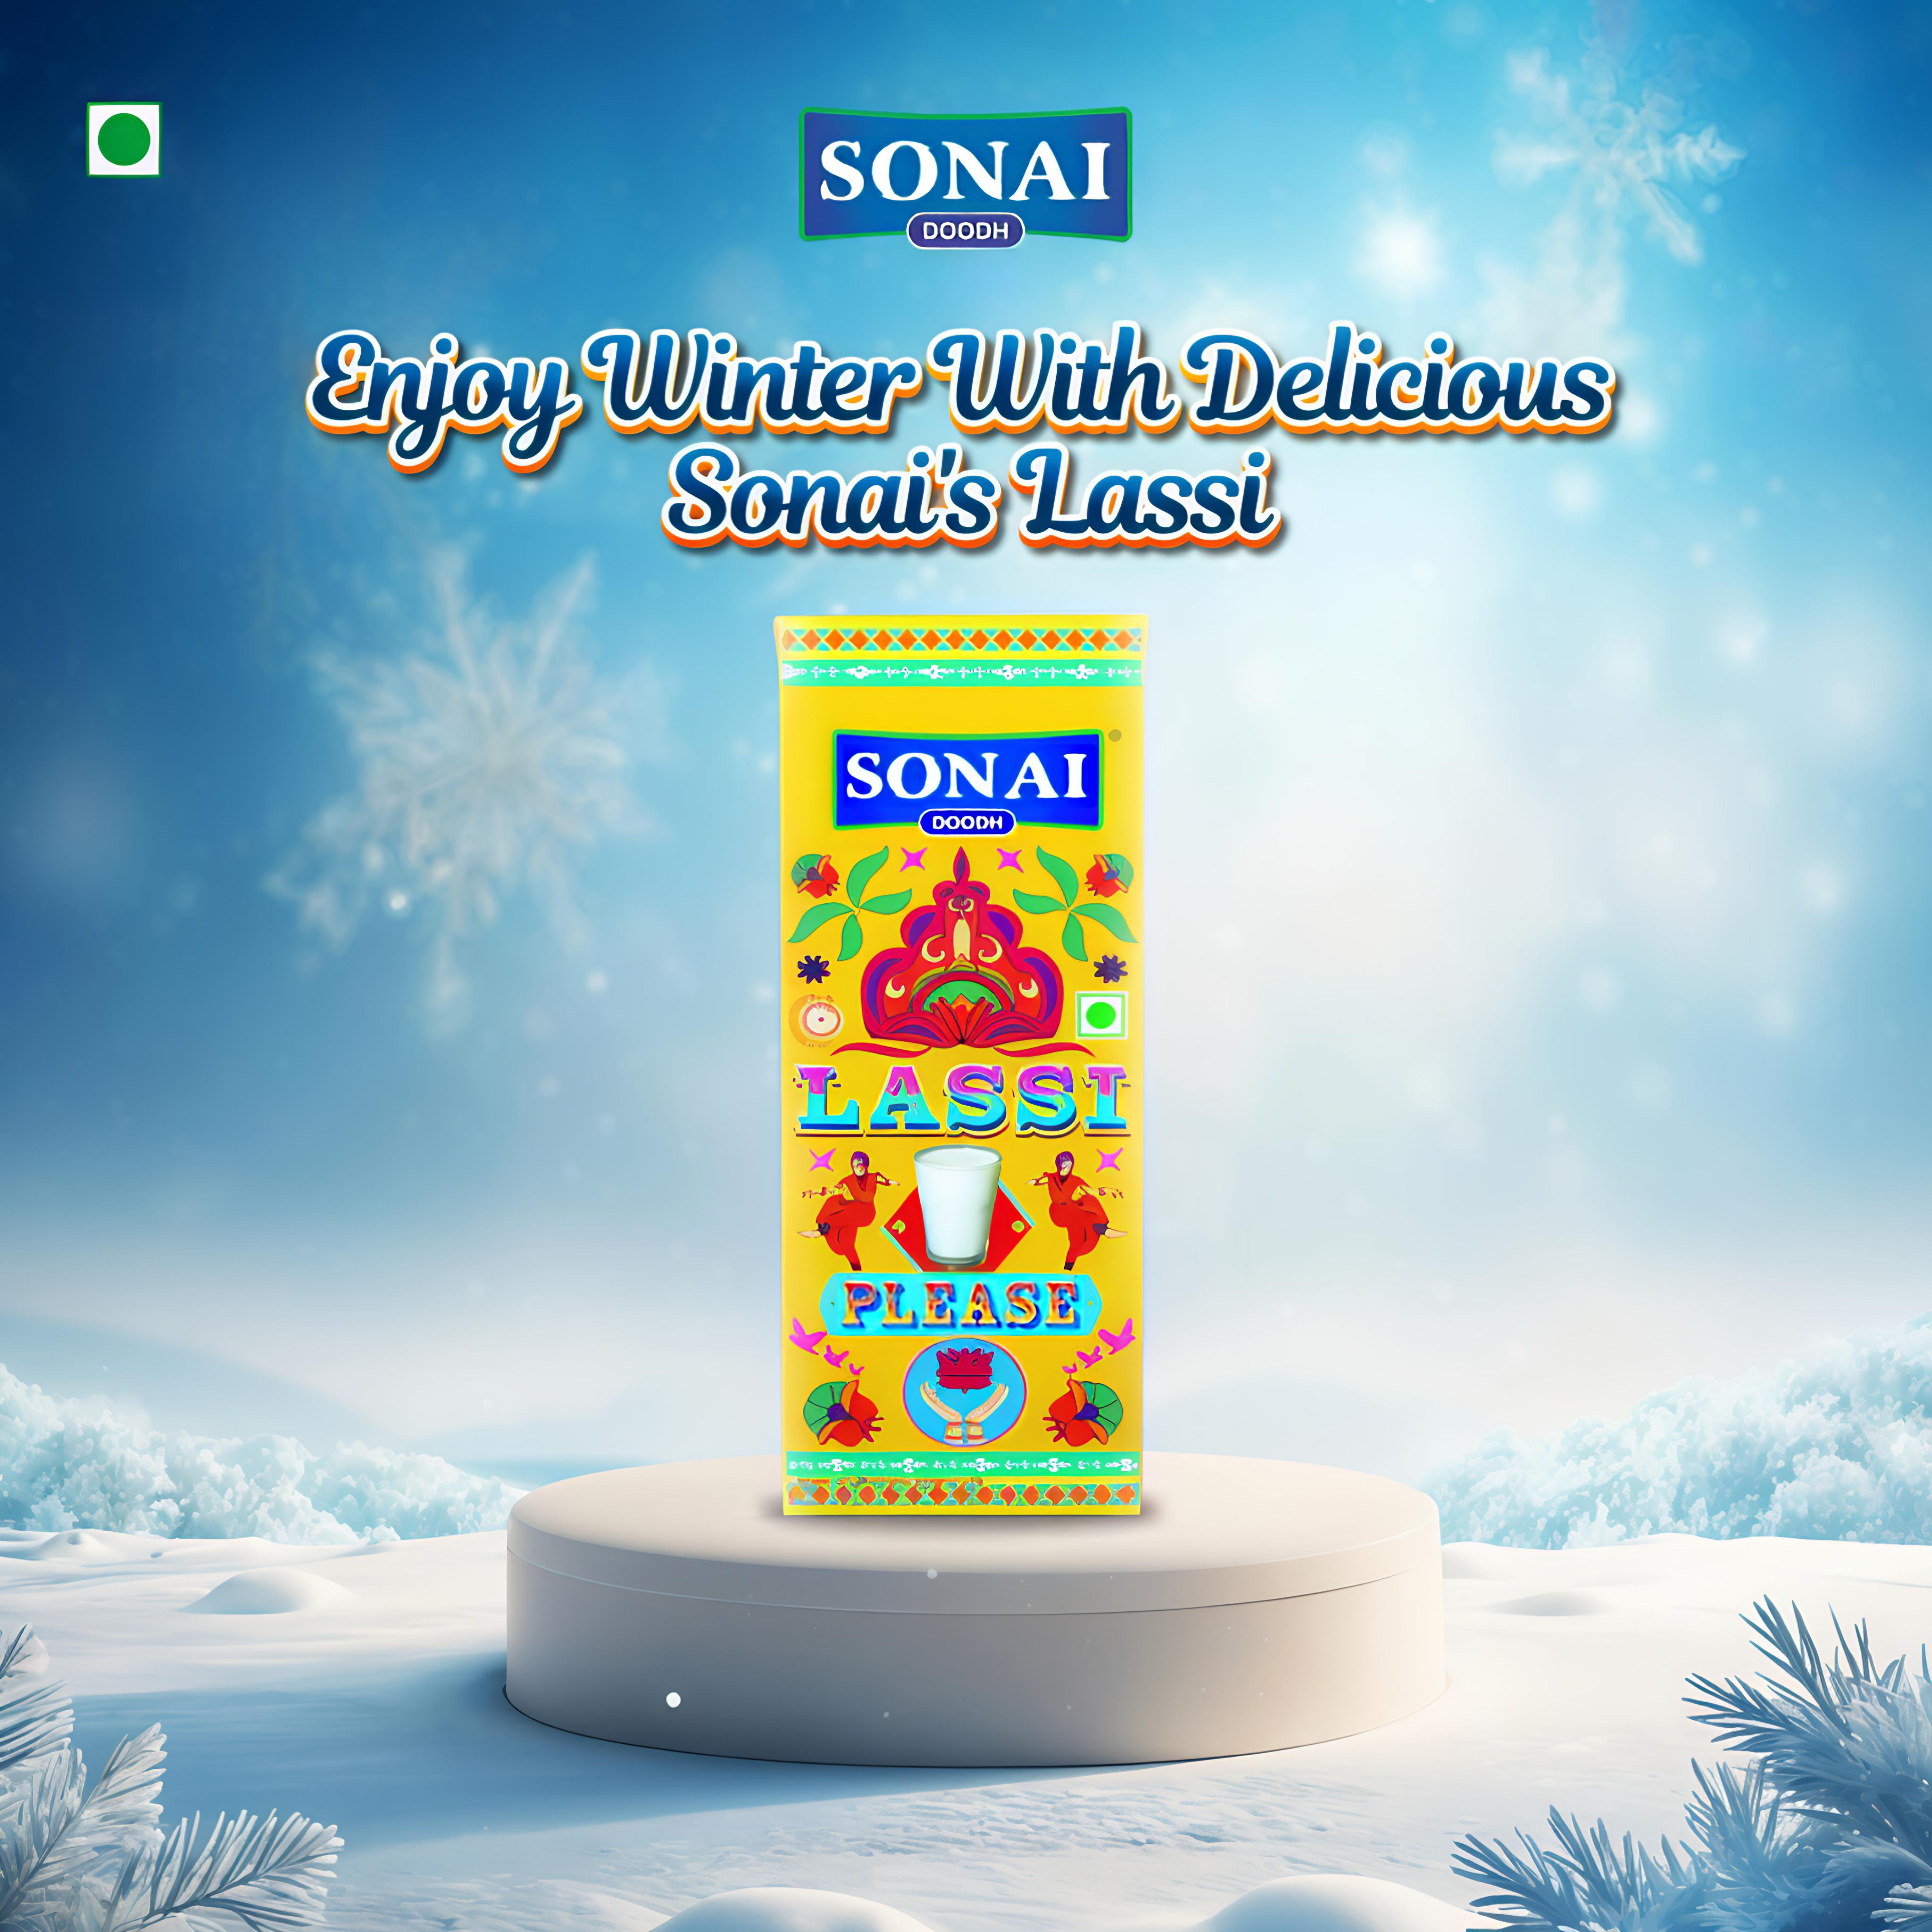 SONAI
DOODH
Enjoy Winter With Delicious
Sonai's Lassi
SONAI
DOODH
LASSI
PLEASE